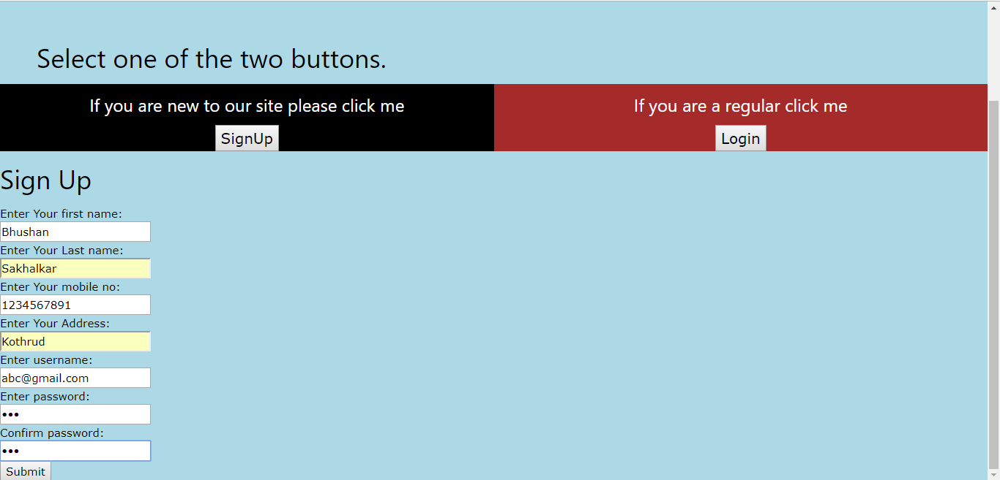 Select one of the two buttons.
If you are new to our site please click me
SignUp
If you are a regular click me
Login
Sign Up
Enter Your first name:
Bhushan
Enter Your Last name:
Sakhalkar
Enter Your mobile no:
1234567891
Enter Your Address:
Kothrud
Enter username:
abc@gmail.com
Enter password:
•••
Confirm password:
•••
Submit